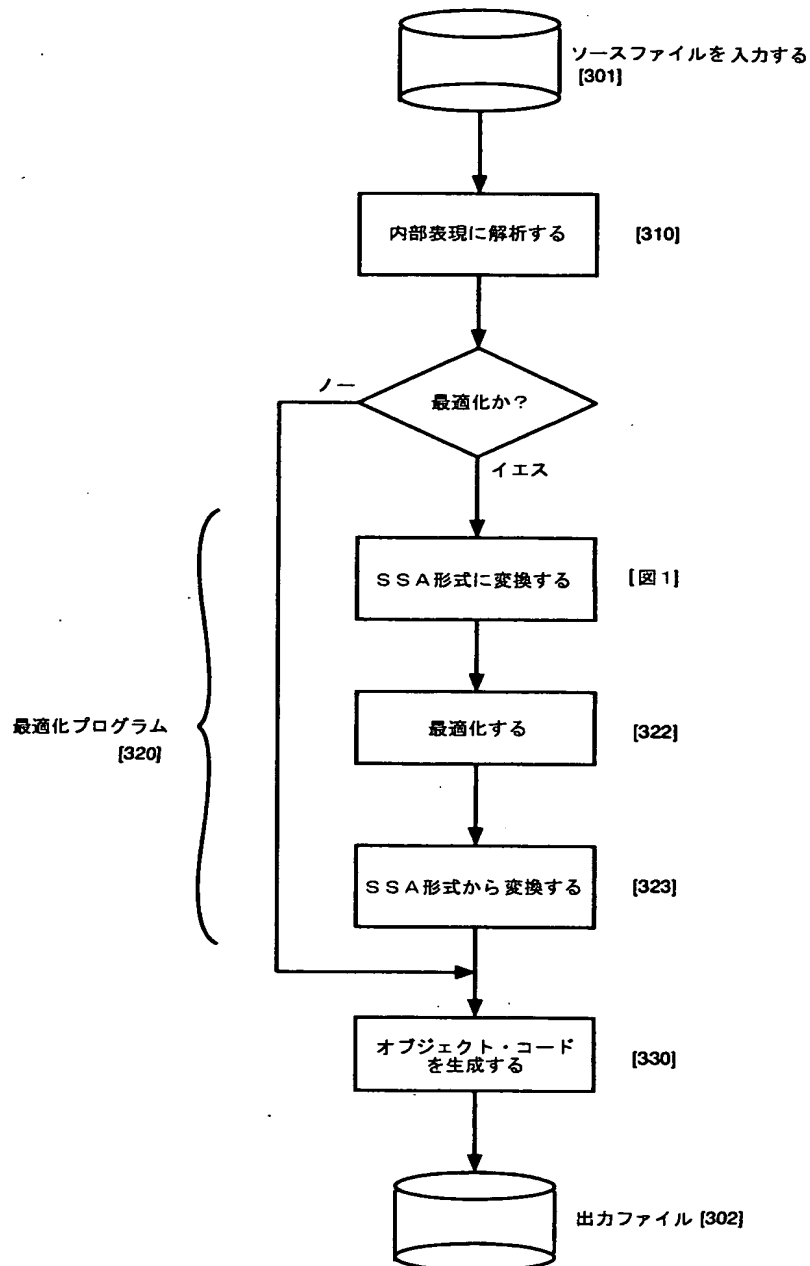 ソースファイルを入力する
[301]
内部表現に解析する
[310]
ノー
最適化か?
イエス
SSA形式に変換する
[図1]
最適化プログラム
[320]
最適化する
[322]
SSA形式から変換する
[323]
オブジェクト・コード
を生成する
[330]
出力ファイル [302]